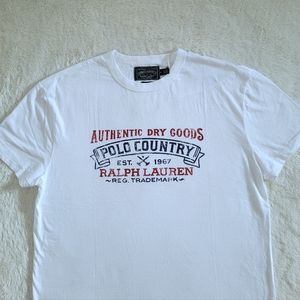 AUTHENTIC DRY GOODS
POLO COUNTRY
EST. 1967
RALPH LAUREN
~REG. TRADEMARK~